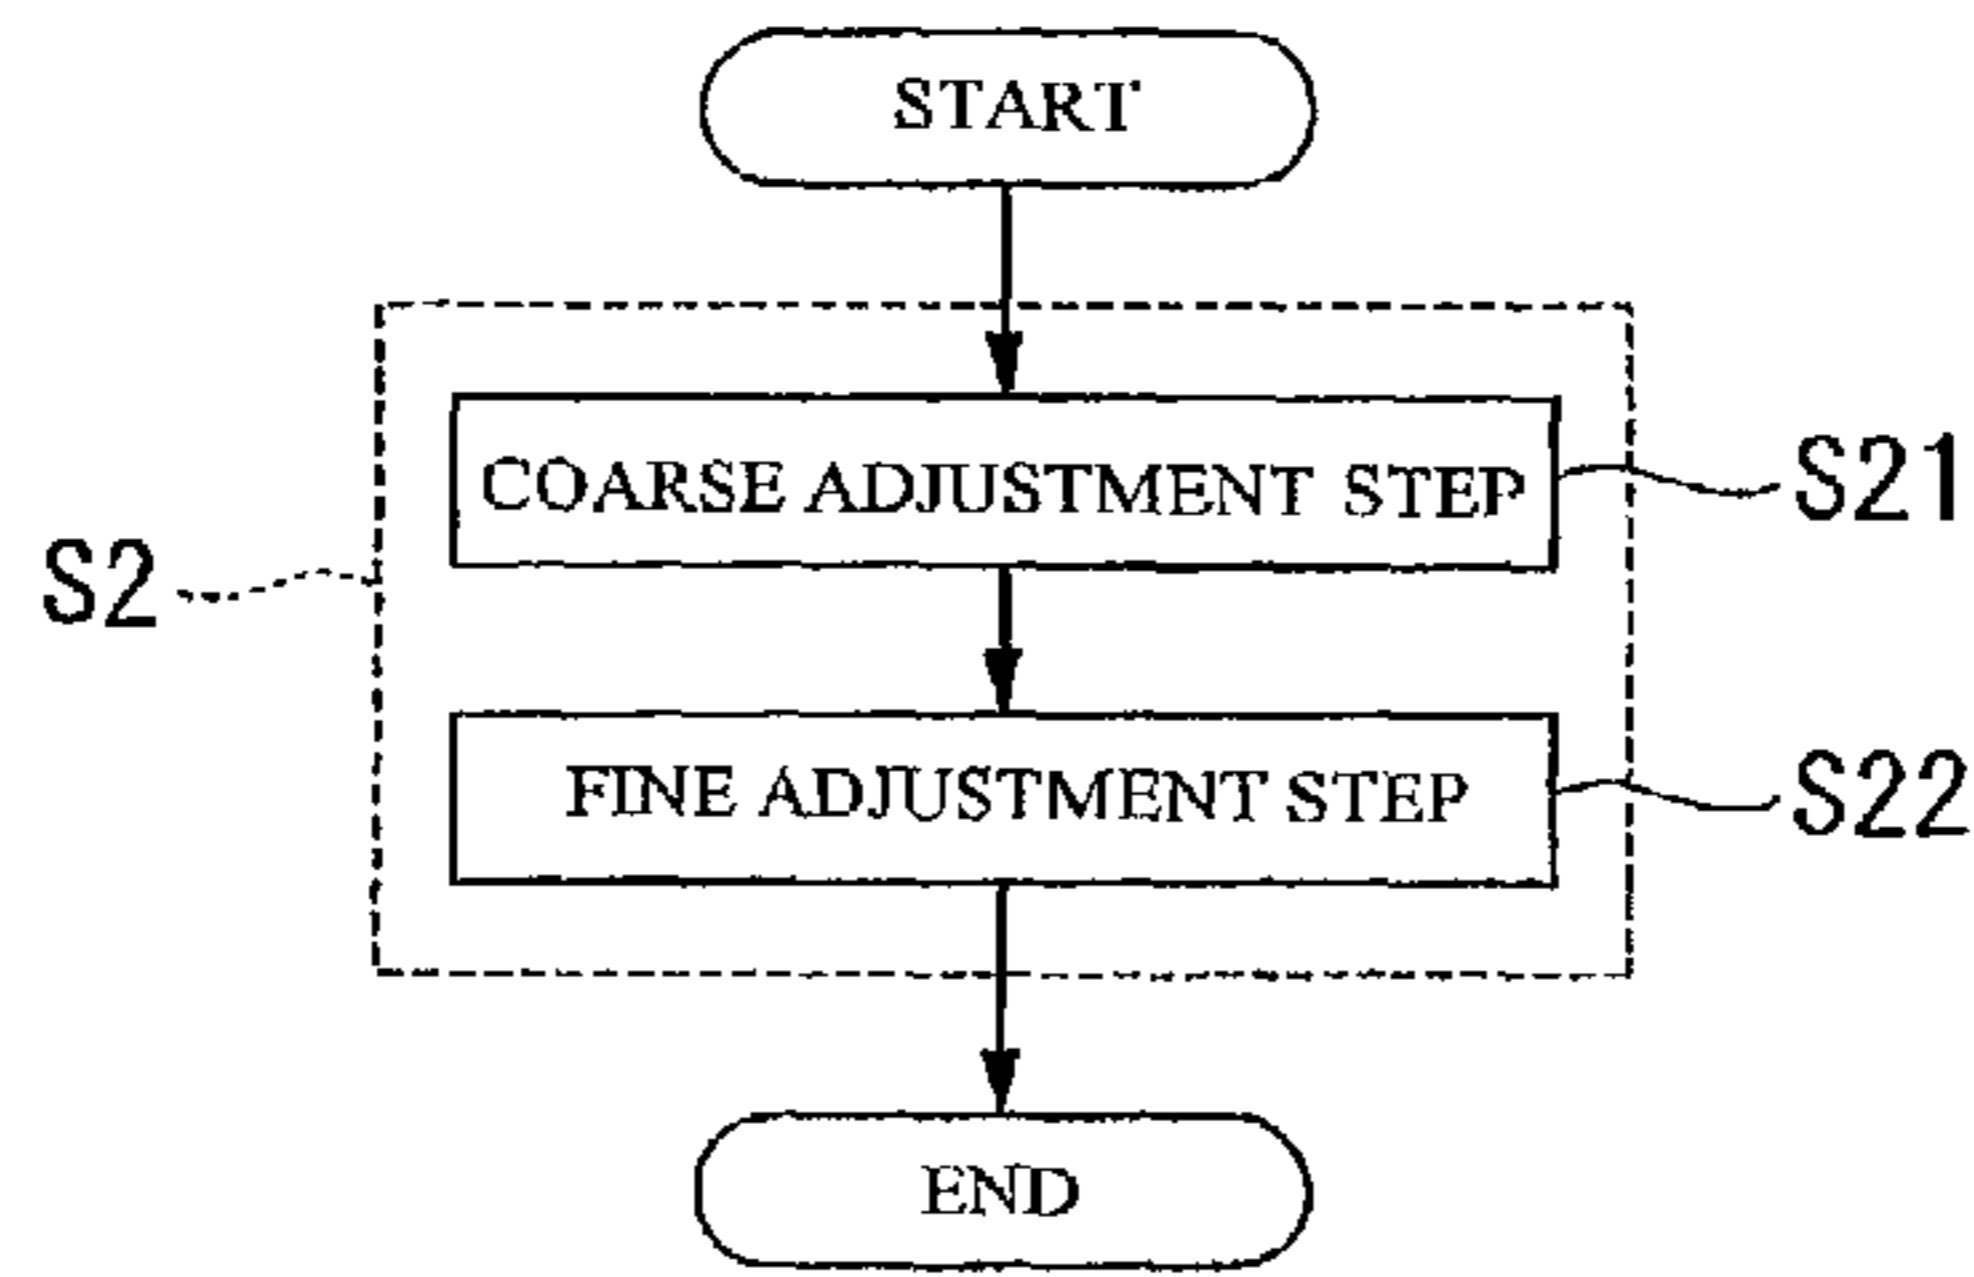 START
COARSE ADJUSTMENT STEP
S21
S2
FINE ADJUSTMENT STEP
S22
END